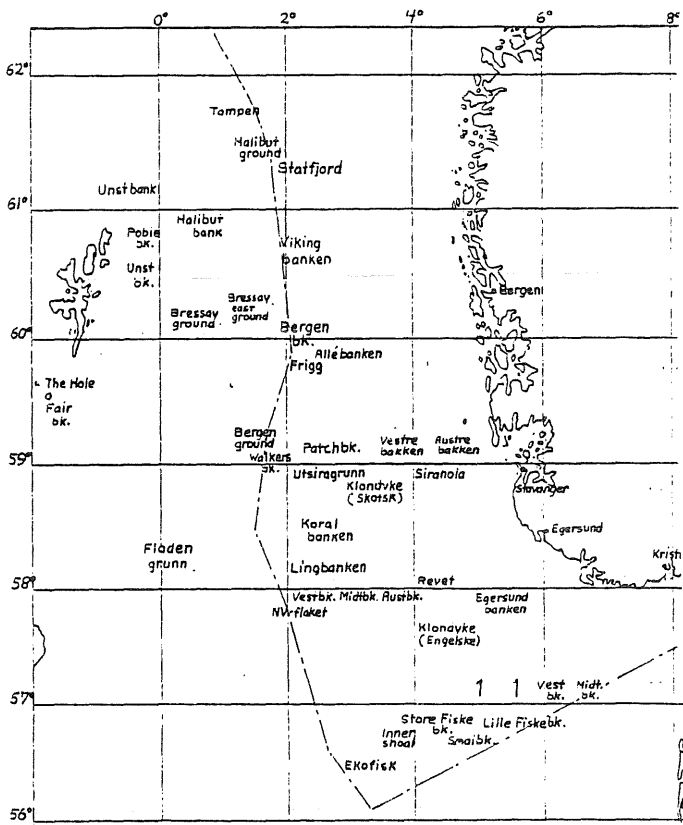 0° 2° 4° 6° 8°
62°
Tampen
Halibut
ground
Statfjord
Unst bank
61°
Halibut
bank
Pobie
bk.
Viking
banken
Unst
bk.
Bergen
Bressay
east
ground
Bressay
ground
Bergen
bk.
60°
Allébanken
Frigg
The Hole
Fair
bk.
Bergen
ground
Patchbk.
Vestre
bakken
Austre
bakken
Walkers
bk.
59°
Utsiragrunn
Siranola
Klondyke
(Skotsk)
Stavanger
Koral
banken
Egersund
Fladen
grunn
Lingbanken
Krist
Revet
58°
Vestbk. Midtbk. Austbk.
Egersund
banken
NVrflaket
Klondyke
(Engelske)
1 1
Vest
bk.
Midt.
bk.
57°
Store Fiske
bk.
Lille Fiskebk.
Inner
shoal
Smalbk.
Ekofisk
56°